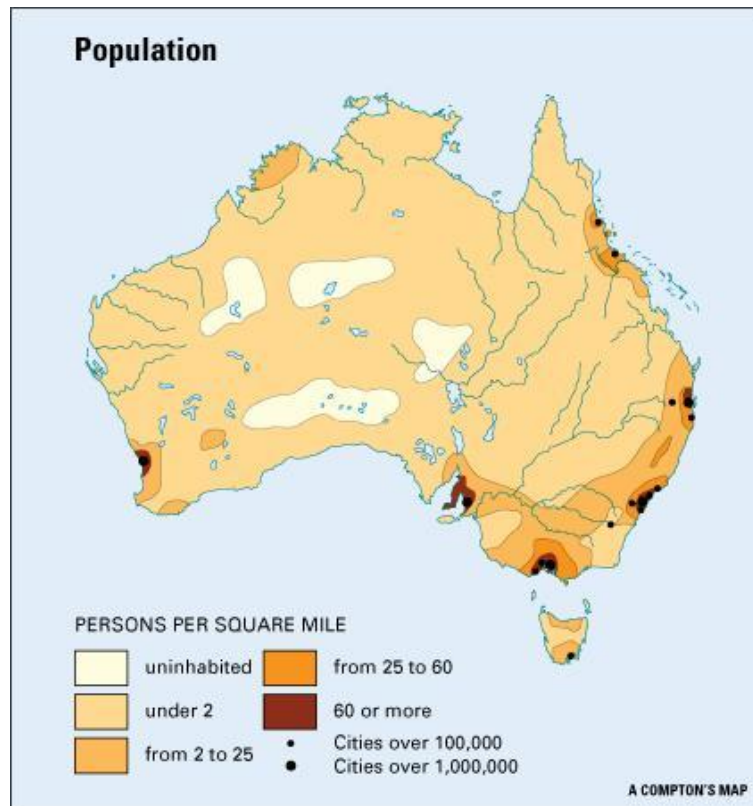 Population
PERSONS PER SQUARE MILE
uninhabited
under 2
from 2 to 25
from 25 to 60
60 or more
Cities over 100,000
Cities over 1,000,000
A COMPTON'S MAP